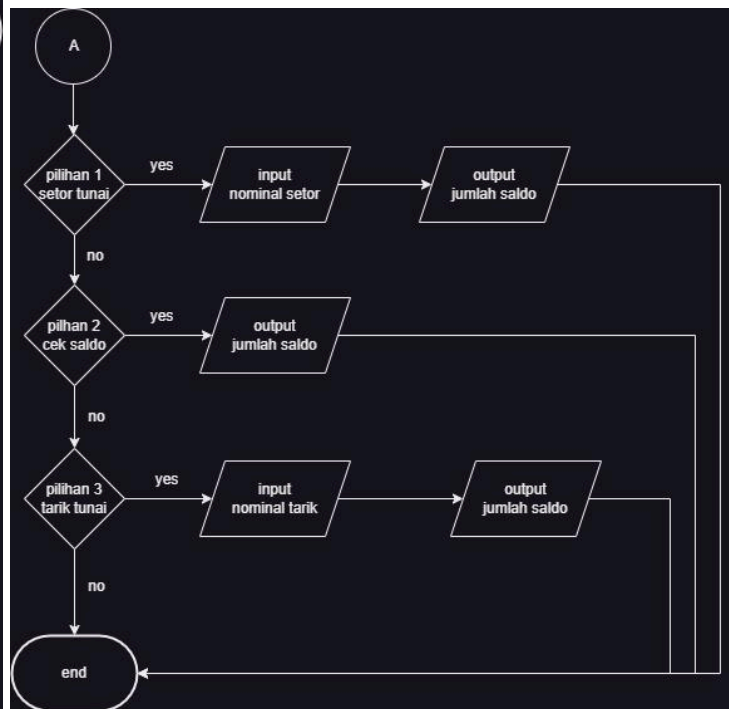 A
pilihan 1
setor tunai
yes
input
nominal setor
output
jumlah saldo
no
pilhan 2
cek saldo
yes
output
jumlah saldo
no
pilihan 3
tarik tunai
yes
input
nominal tarik
output
jumlah saldo
no
end